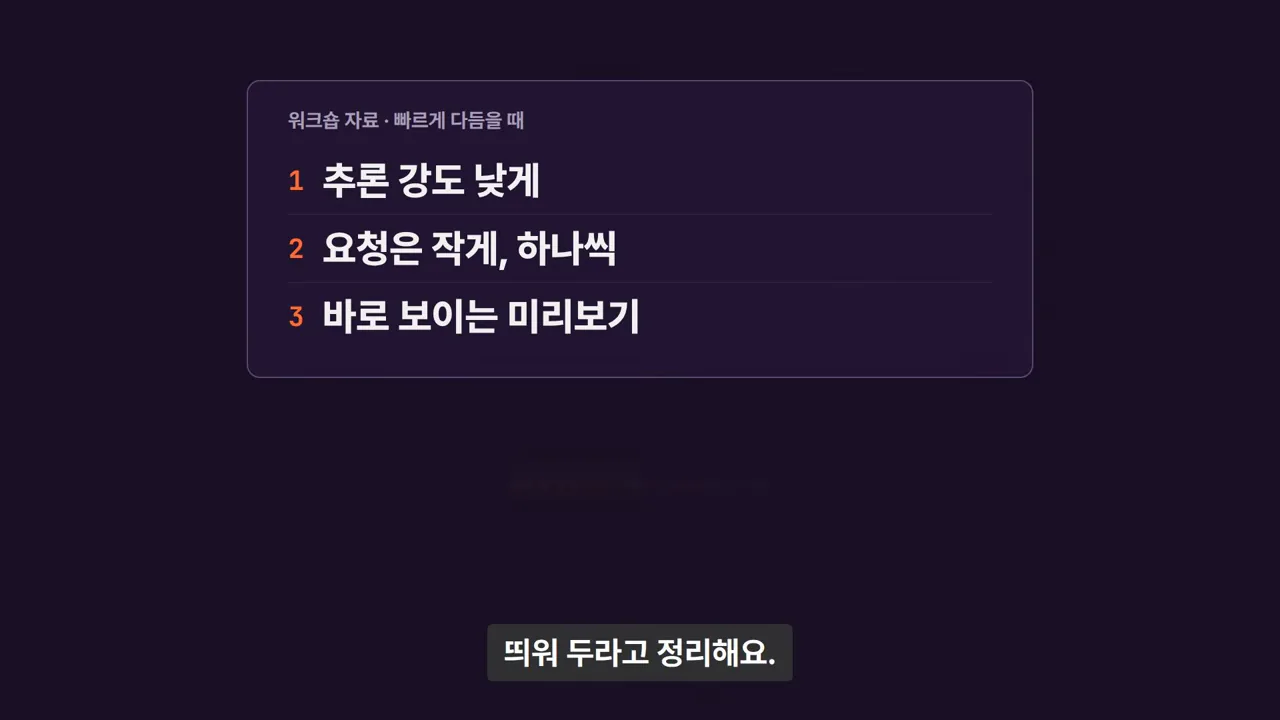 워크숍 자료 · 빠르게 다듬을 때
1 추론 강도 낮게
2 요청은 작게, 하나씩
3 바로 보이는 미리보기
띄워 두라고 정리해요.